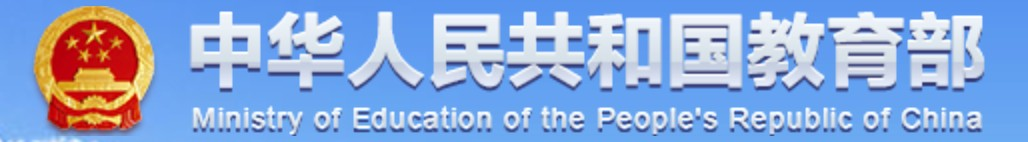 中华人民共和国教育部
Ministry of Education of the People's Republic of China